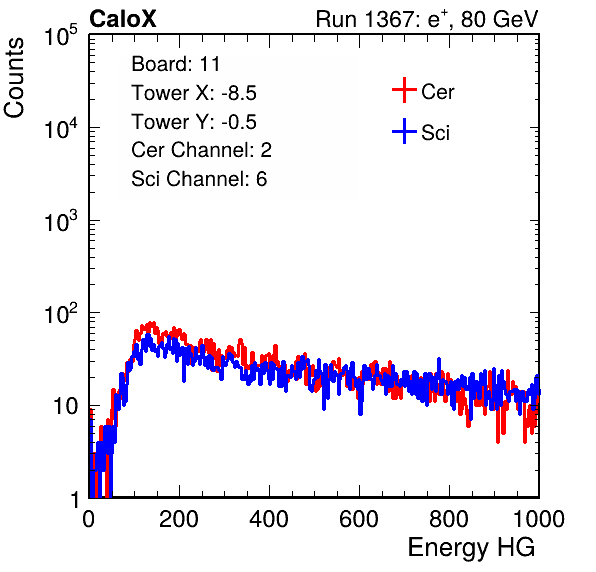 CaloX Run 1367: e⁺, 80 GeV
Counts
10⁵
10⁴
10³
10²
10
1
Board: 11
Tower X: -8.5
Tower Y: -0.5
Cer Channel: 2
Sci Channel: 6
Cer
Sci
0 200 400 600 800 1000
Energy HG